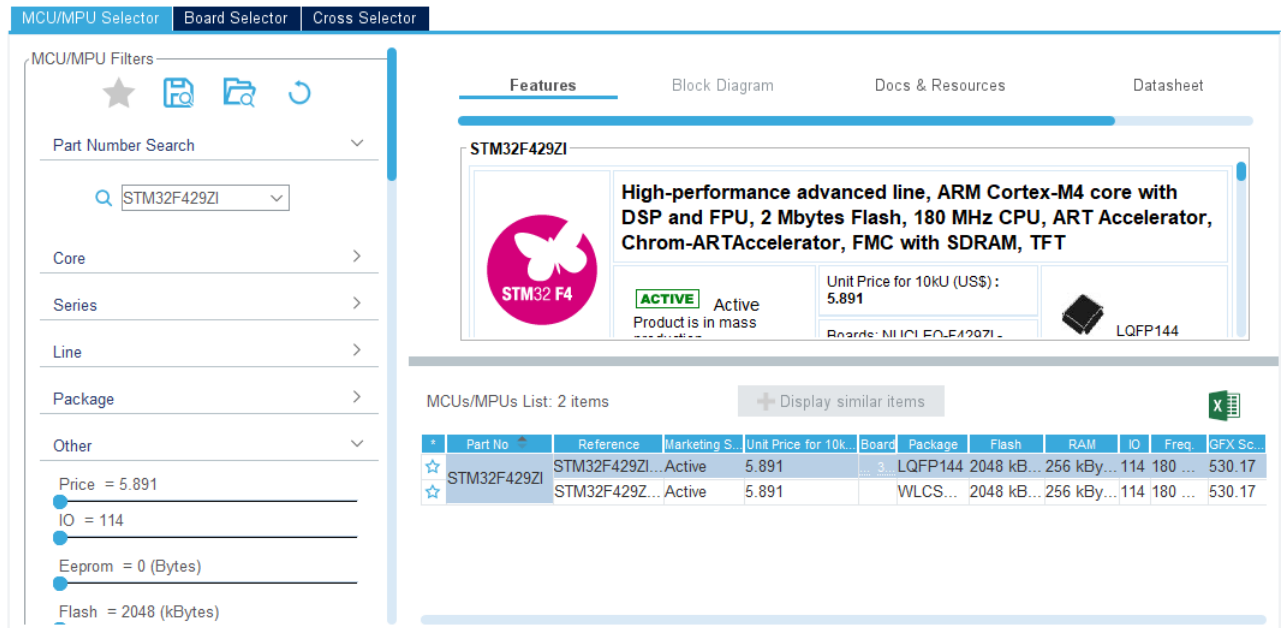 MCU/MPU Selector Board Selector Cross Selector
MCU/MPU Filters
Part Number Search
STM32F429ZI
Core
Series
Line
Package
Other
Price = 5.891
IO = 114
Eeprom = 0 (Bytes)
Flash = 2048 (kBytes)
Features Block Diagram Docs & Resources Datasheet
STM32F429ZI
STM32 F4
High-performance advanced line, ARM Cortex-M4 core with
DSP and FPU, 2 Mbytes Flash, 180 MHz CPU, ART Accelerator,
Chrom-ARTAccelerator, FMC with SDRAM, TFT
ACTIVE Active
Product is in mass
Unit Price for 10kU (US$) :
5.891
Boards: NUCLEO-F429ZI -
LQFP144
MCUs/MPUs List: 2 items
Display similar items
* Part No Reference Marketing S... Unit Price for 10k... Board Package Flash RAM IO Freq. GFX Sc...
STM32F429ZI
STM32F429ZI... Active 5.891 ... 3... LQFP144 2048 kB... 256 kBy... 114 180 ... 530.17
STM32F429Z... Active 5.891 WLCS... 2048 kB... 256 kBy... 114 180 ... 530.17